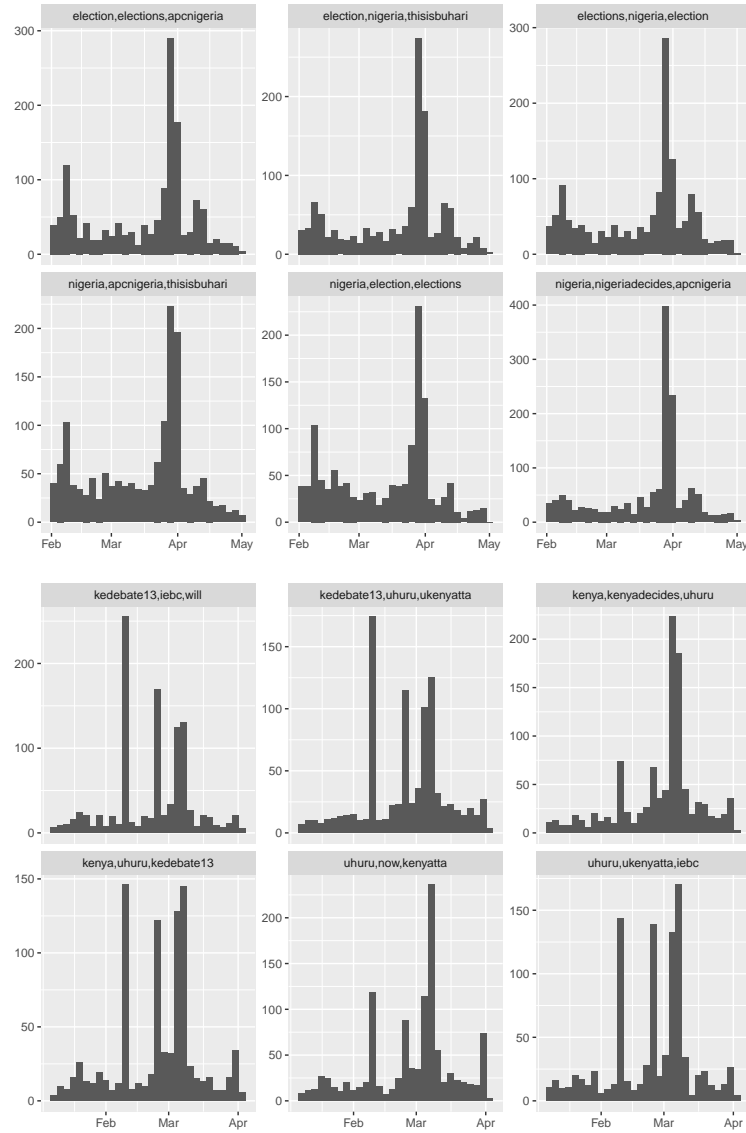 election,elections,apcnigeria
election,nigeria,thisisbuhari
elections,nigeria,election
300
200
100
0
200
100
0
300
200
100
0
nigeria,apcnigeria,thisisbuhari
nigeria,election,elections
nigeria,nigeriadecides,apcnigeria
200
150
100
50
0
200
150
100
50
0
400
300
200
100
0
Feb Mar Apr May
Feb Mar Apr May
Feb Mar Apr May
kedebate13,iebc,will
kedebate13,uhuru,ukenyatta
kenya,kenyadecides,uhuru
200
100
0
150
100
50
0
200
150
100
50
0
kenya,uhuru,kedebate13
uhuru,now,kenyatta
uhuru,ukenyatta,iebc
150
100
50
0
200
150
100
50
0
150
100
50
0
Feb Mar Apr
Feb Mar Apr
Feb Mar Apr